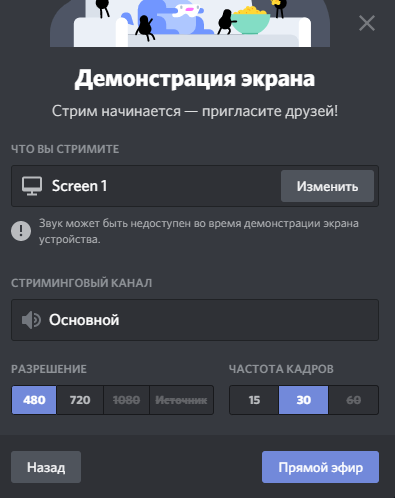 Демонстрация экрана
Стрим начинается — пригласите друзей!
ЧТО ВЫ СТРИМИТЕ
Screen 1
Изменить
Звук может быть недоступен во время демонстрации экрана
устройства.
СТРИМИНГОВЫЙ КАНАЛ
Основной
РАЗРЕШЕНИЕ
ЧАСТОТА КАДРОВ
480 720 1080 Источник
15 30 60
Назад
Прямой эфир